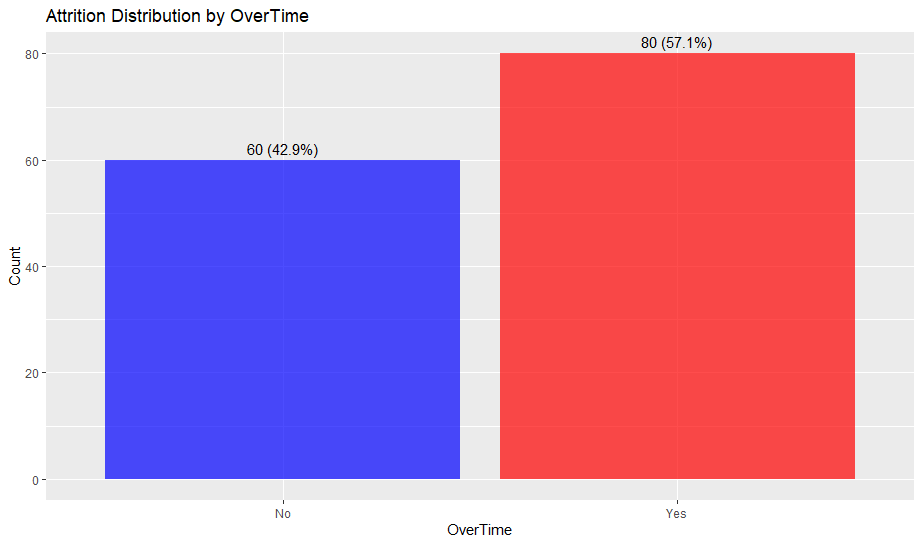 Attrition Distribution by OverTime
80 (57.1%)
60 (42.9%)
80
60
40
20
0
Count
No
Yes
OverTime